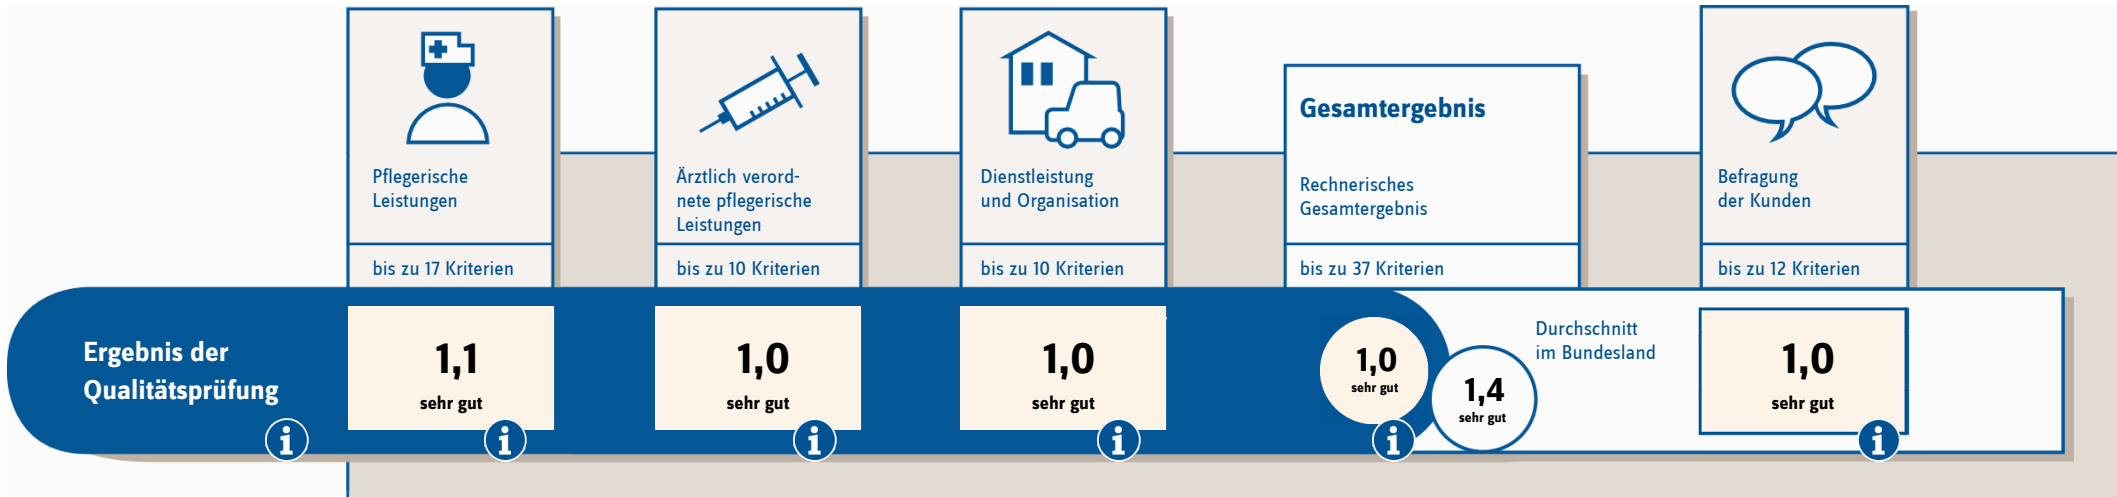 Pflegerische
Leistungen
bis zu 17 Kriterien
Ärztlich verord-
nete pflegerische
Leistungen
bis zu 10 Kriterien
Dienstleistung
und Organisation
bis zu 10 Kriterien
Gesamtergebnis
Rechnerisches
Gesamtergebnis
bis zu 37 Kriterien
Befragung
der Kunden
bis zu 12 Kriterien
Ergebnis der
Qualitätsprüfung
i
1,1
sehr gut
i
1,0
sehr gut
i
1,0
sehr gut
i
1,0
sehr gut
i
1,4
sehr gut
Durchschnitt
im Bundesland
1,0
sehr gut
i